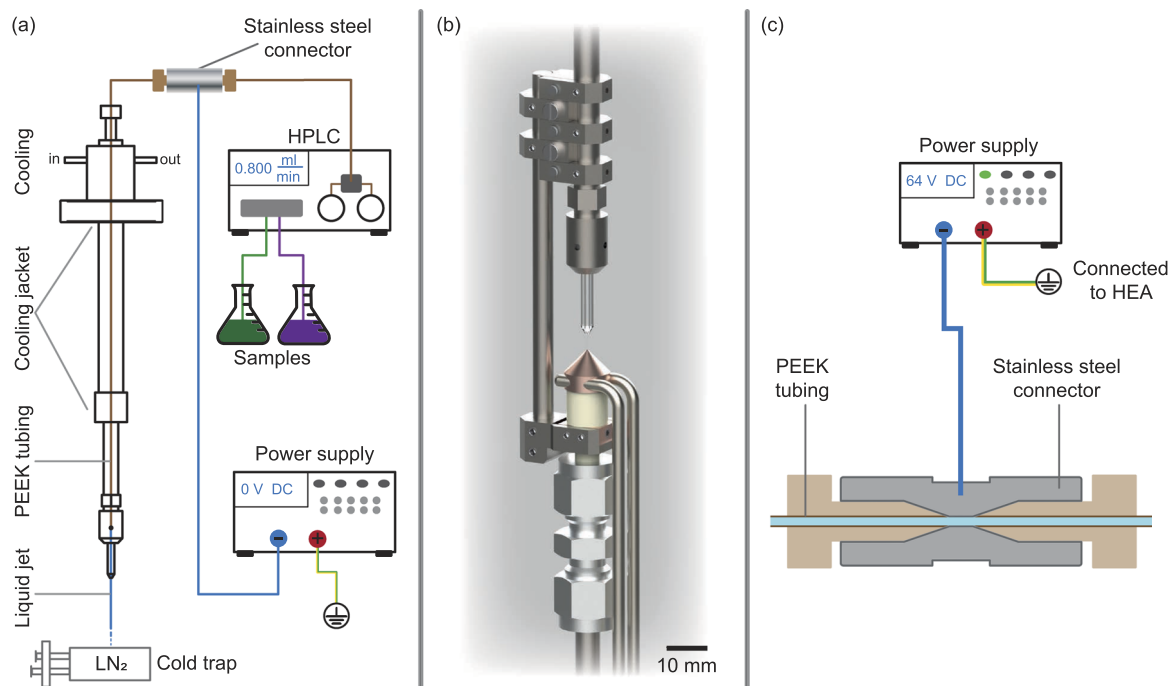 (a)
Stainless steel
connector
Cooling
in
out
HPLC
0.800 ml
min
Cooling jacket
Samples
PEEK tubing
Power supply
0 V DC
-
+
Liquid jet
LN₂
Cold trap
(b)
10 mm
(c)
Power supply
64 V DC
-
+
Connected
to HEA
PEEK
tubing
Stainless steel
connector